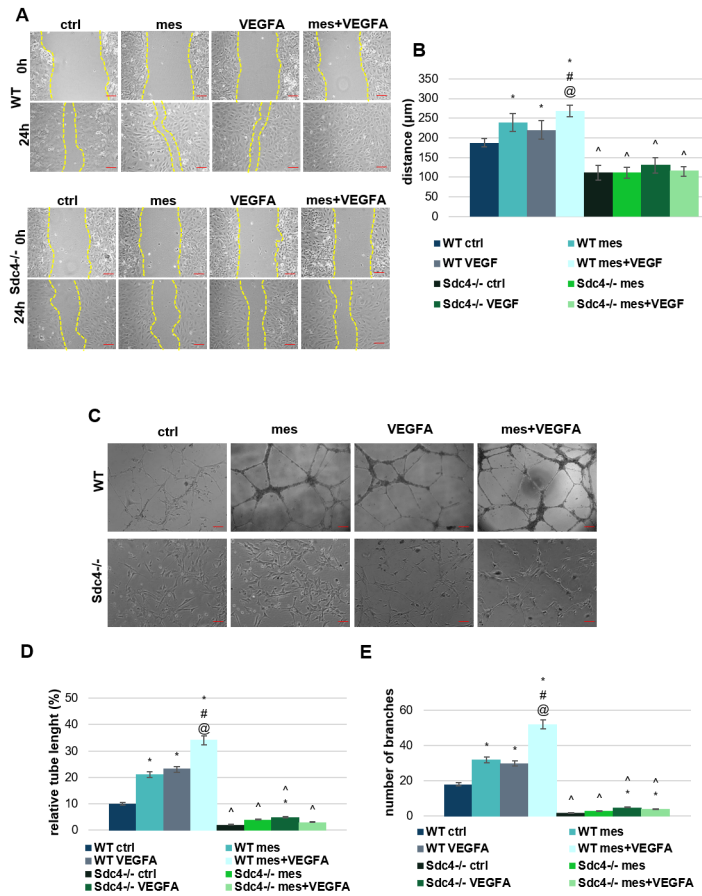 A
ctrl mes VEGFA mes+VEGFA
WT
0h
24h
ctrl mes VEGFA mes+VEGFA
Sdc4-/-
0h
24h
B
*
#
* * @
^ ^ ^ ^
distance (µm)
350
300
250
200
150
100
50
0
WT ctrl WT mes
WT VEGF WT mes+VEGF
Sdc4-/- ctrl Sdc4-/- mes
Sdc4-/- VEGF Sdc4-/- mes+VEGF
C
ctrl mes VEGFA mes+VEGFA
WT
Sdc4-/-
D
relative tube lenght (%)
50
40
30
20
10
0
*
#
@
* *
^ ^ ^ ^
*
WT ctrl WT mes
WT VEGFA WT mes+VEGFA
Sdc4-/- ctrl Sdc4-/- mes
Sdc4-/- VEGFA Sdc4-/- mes+VEGFA
E
number of branches
60
40
20
0
*
#
@
* *
^ ^ ^ ^
* *
WT ctrl WT mes
WT VEGFA WT mes+VEGFA
Sdc4-/- ctrl Sdc4-/- mes
Sdc4-/- VEGFA Sdc4-/- mes+VEGFA